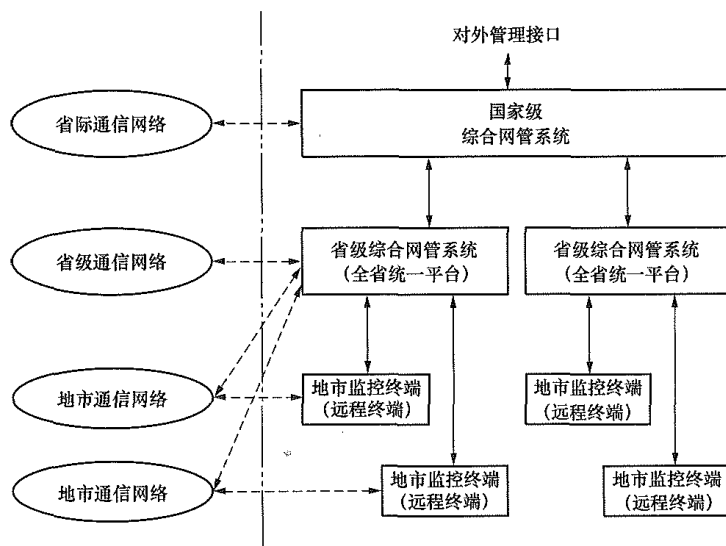 对外管理接口
省际通信网络
国家级
综合网管系统
省级通信网络
省级综合网管系统
(全省统一平台)
省级综合网管系统
(全省统一平台)
地市通信网络
地市监控终端
(远程终端)
地市监控终端
(远程终端)
地市通信网络
地市监控终端
(远程终端)
地市监控终端
(远程终端)